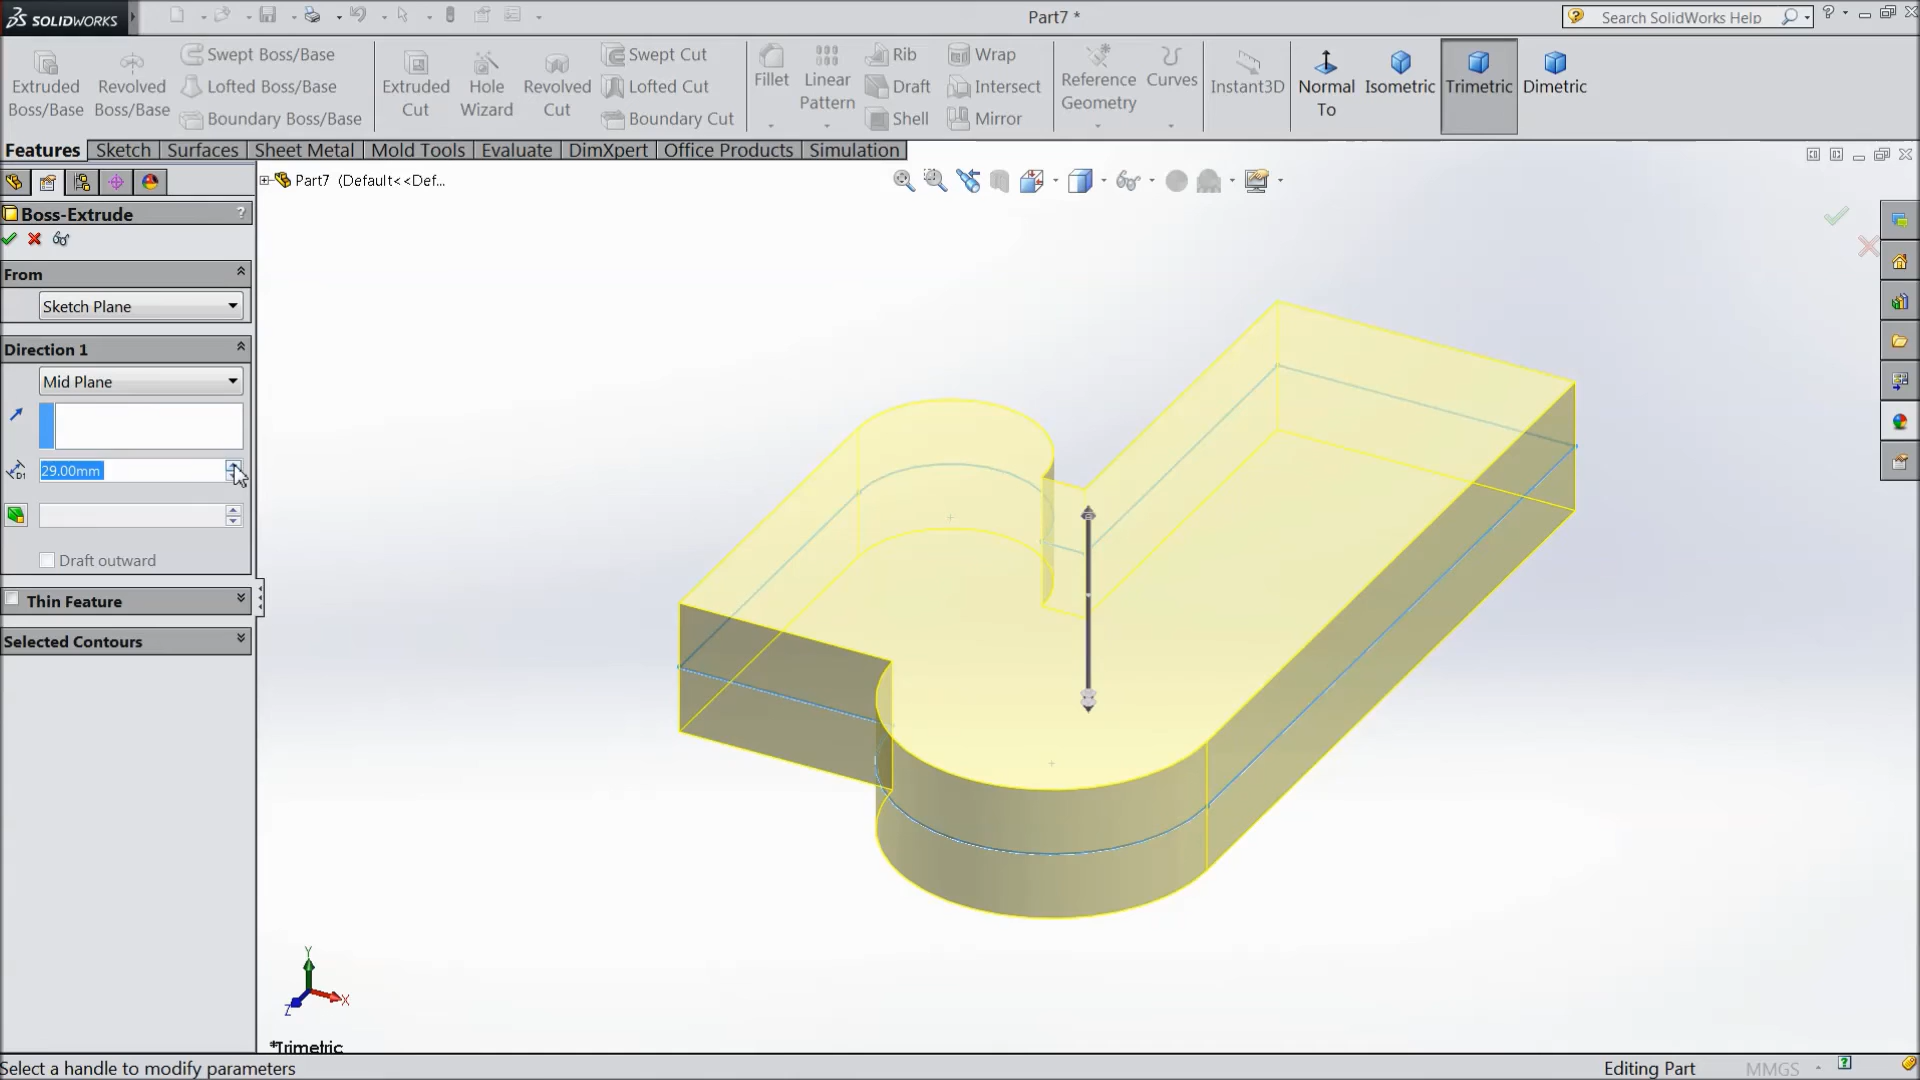 SOLIDWORKS
Part7 *
Search SolidWorks Help
Extruded Boss/Base
Revolved Boss/Base
Swept Boss/Base
Lofted Boss/Base
Boundary Boss/Base
Extruded Cut
Hole Wizard
Revolved Cut
Swept Cut
Lofted Cut
Boundary Cut
Fillet
Linear Pattern
Rib
Draft
Shell
Wrap
Intersect
Mirror
Reference Geometry
Curves
Instant3D
Normal To
Isometric
Trimetric
Dimetric
Features
Sketch
Surfaces
Sheet Metal
Mold Tools
Evaluate
DimXpert
Office Products
Simulation
Part7 (Default<<Def...
Boss-Extrude
?
From
Sketch Plane
Direction 1
Mid Plane
D1
29.00mm
Draft outward
Thin Feature
Selected Contours
Y
X
Z
*Trimetric
Select a handle to modify parameters
Editing Part
MMGS